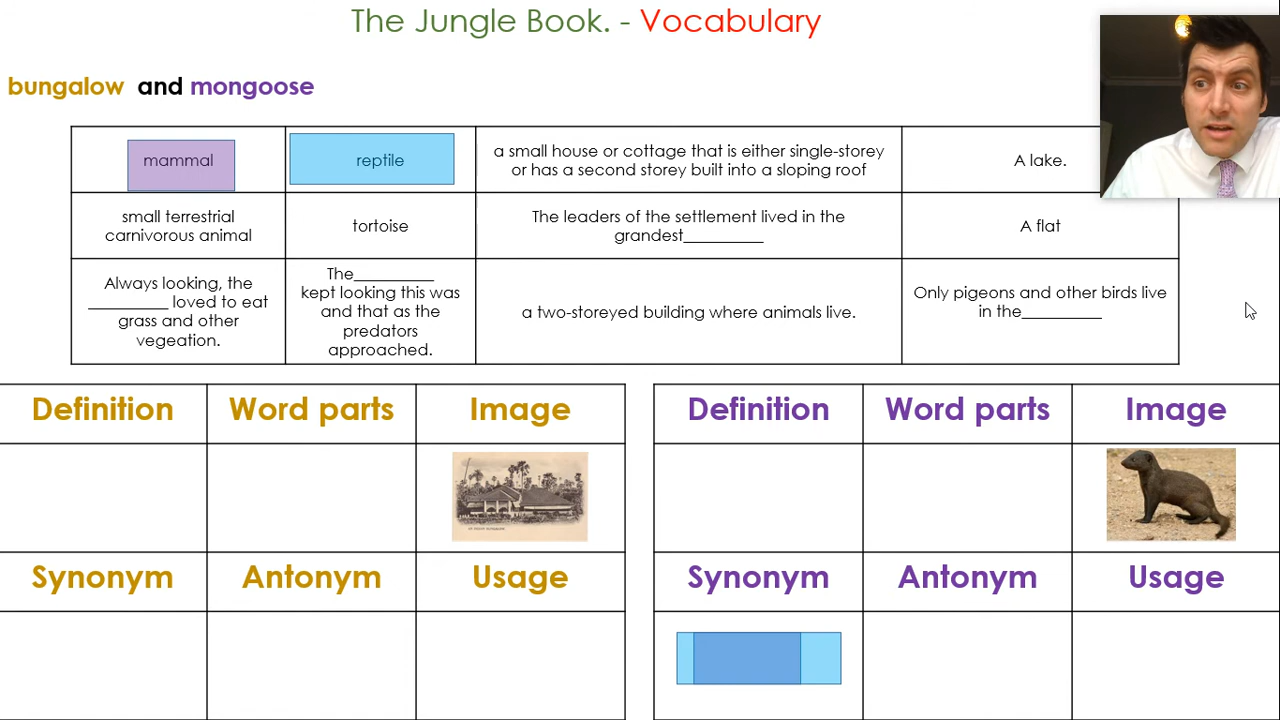 The Jungle Book. - Vocabulary
bungalow and mongoose
mammal
reptile
a small house or cottage that is either single-storey
or has a second storey built into a sloping roof
A lake.
small terrestrial
carnivorous animal
tortoise
The leaders of the settlement lived in the
grandest__________
A flat
Always looking, the
__________ loved to eat
grass and other
vegeation.
The__________
kept looking this was
and that as the
predators
approached.
a two-storeyed building where animals live.
Only pigeons and other birds live
in the__________
Definition Word parts Image
Synonym Antonym Usage
Definition Word parts Image
Synonym Antonym Usage